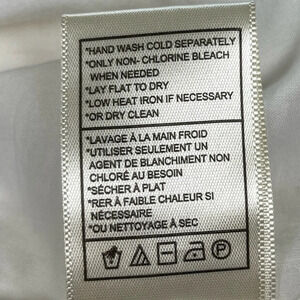 *HAND WASH COLD SEPARATELY
*ONLY NON- CHLORINE BLEACH
WHEN NEEDED
*LAY FLAT TO DRY
*LOW HEAT IRON IF NECESSARY
*OR DRY CLEAN
*LAVAGE À LA MAIN FROID
*UTILISER SEULEMENT UN
AGENT DE BLANCHIMENT NON
CHLORÉ AU BESOIN
*SÉCHER À PLAT
*RER À FAIBLE CHALEUR SI
NÉCESSAIRE
*OU NETTOYAGE À SEC
P